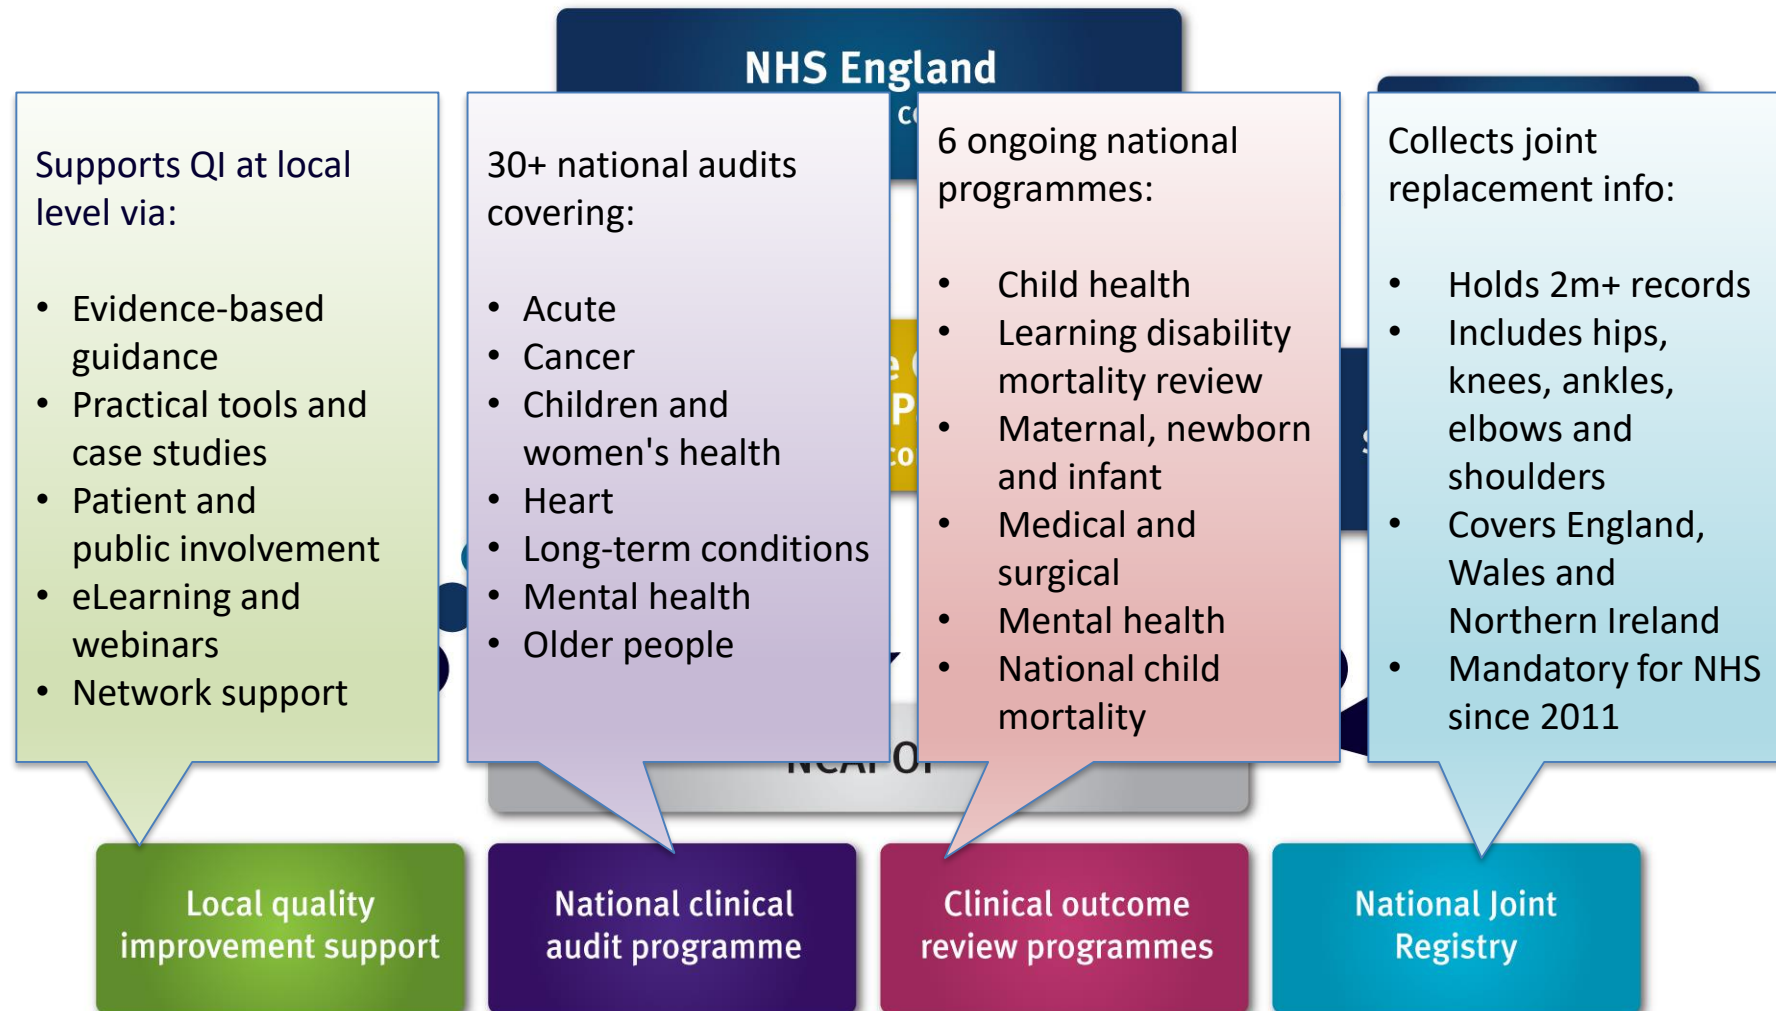 NHS England
Supports QI at local
level via:
• Evidence-based
guidance
• Practical tools and
case studies
• Patient and
public involvement
• eLearning and
webinars
• Network support
30+ national audits
covering:
• Acute
• Cancer
• Children and
women's health
• Heart
• Long-term conditions
• Mental health
• Older people
6 ongoing national
programmes:
• Child health
• Learning disability
mortality review
• Maternal, newborn
and infant
• Medical and
surgical
• Mental health
• National child
mortality
Collects joint
replacement info:
• Holds 2m+ records
• Includes hips,
knees, ankles,
elbows and
shoulders
• Covers England,
Wales and
Northern Ireland
• Mandatory for NHS
since 2011
Local quality
improvement support
National clinical
audit programme
Clinical outcome
review programmes
National Joint
Registry